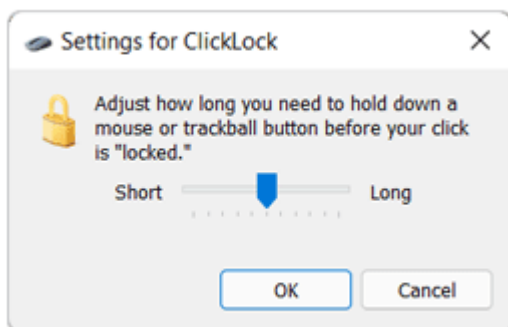 Settings for ClickLock
Adjust how long you need to hold down a
mouse or trackball button before your click
is "locked."
Short Long
OK Cancel